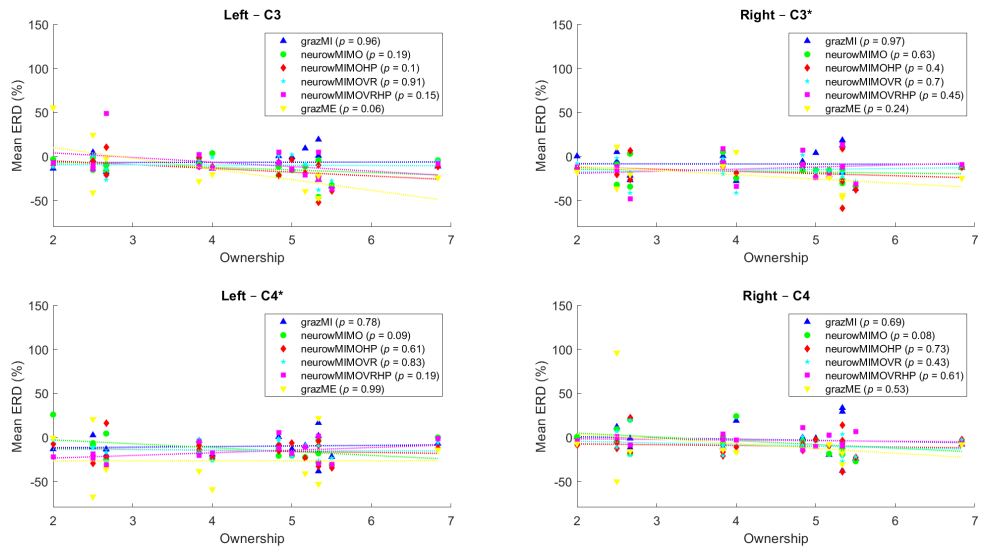 Left – C3
Mean ERD (%)
150
100
50
0
-50
2 3 4 5 6 7
Ownership
grazMI (p = 0.96)
neurowMIMO (p = 0.19)
neurowMIMOHP (p = 0.1)
neurowMIMOVR (p = 0.91)
neurowMIMOVRHP (p = 0.15)
grazME (p = 0.06)
Right – C3*
150
100
50
0
-50
Mean ERD (%)
2 3 4 5 6 7
Ownership
grazMI (p = 0.97)
neurowMIMO (p = 0.63)
neurowMIMOHP (p = 0.4)
neurowMIMOVR (p = 0.7)
neurowMIMOVRHP (p = 0.45)
grazME (p = 0.24)
Left – C4*
150
100
50
0
-50
Mean ERD (%)
2 3 4 5 6 7
Ownership
grazMI (p = 0.78)
neurowMIMO (p = 0.09)
neurowMIMOHP (p = 0.61)
neurowMIMOVR (p = 0.83)
neurowMIMOVRHP (p = 0.19)
grazME (p = 0.99)
Right – C4
150
100
50
0
-50
Mean ERD (%)
2 3 4 5 6 7
Ownership
grazMI (p = 0.69)
neurowMIMO (p = 0.08)
neurowMIMOHP (p = 0.73)
neurowMIMOVR (p = 0.43)
neurowMIMOVRHP (p = 0.61)
grazME (p = 0.53)